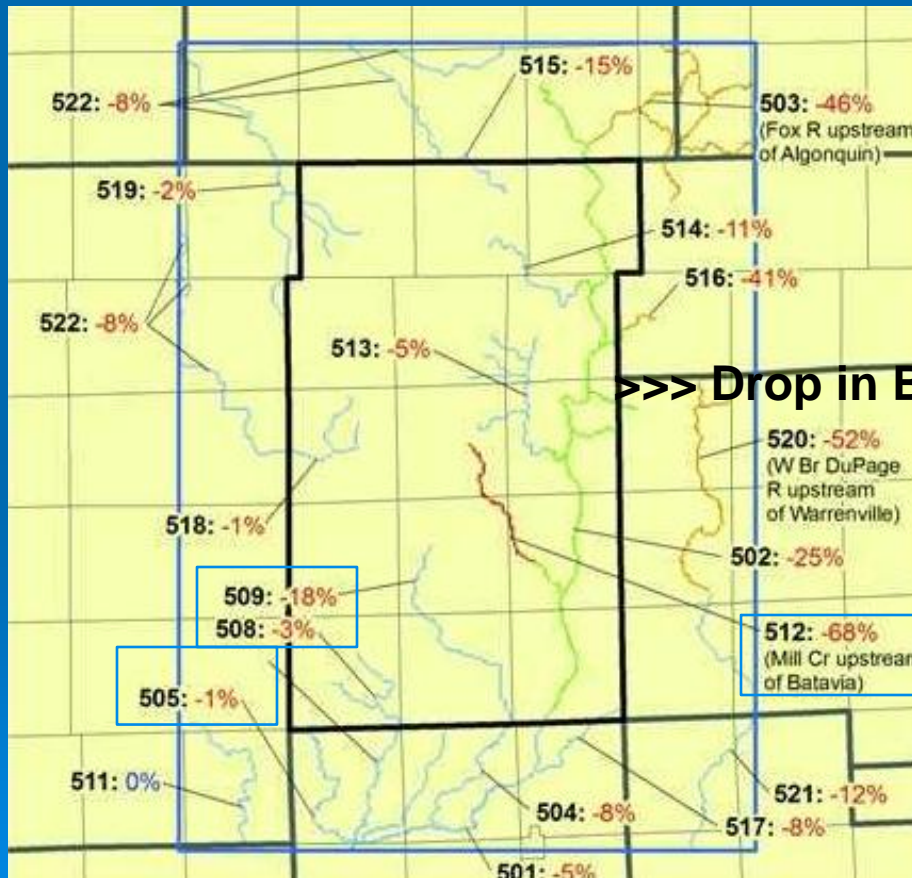 515: -15%
522: -8%
503: -46%
(Fox R upstream
of Algonquin)
519: -2%
514: -11%
516: -41%
522: -8%
513: -5%
>>> Drop in
520: -52%
(W Br DuPage
R upstream
of Warrenville)
518: -1%
502: -25%
509: -18%
508: -3%
512: -68%
(Mill Cr upstream
of Batavia)
505: -1%
511: 0%
504: -8%
521: -12%
517: -8%
501: -5%